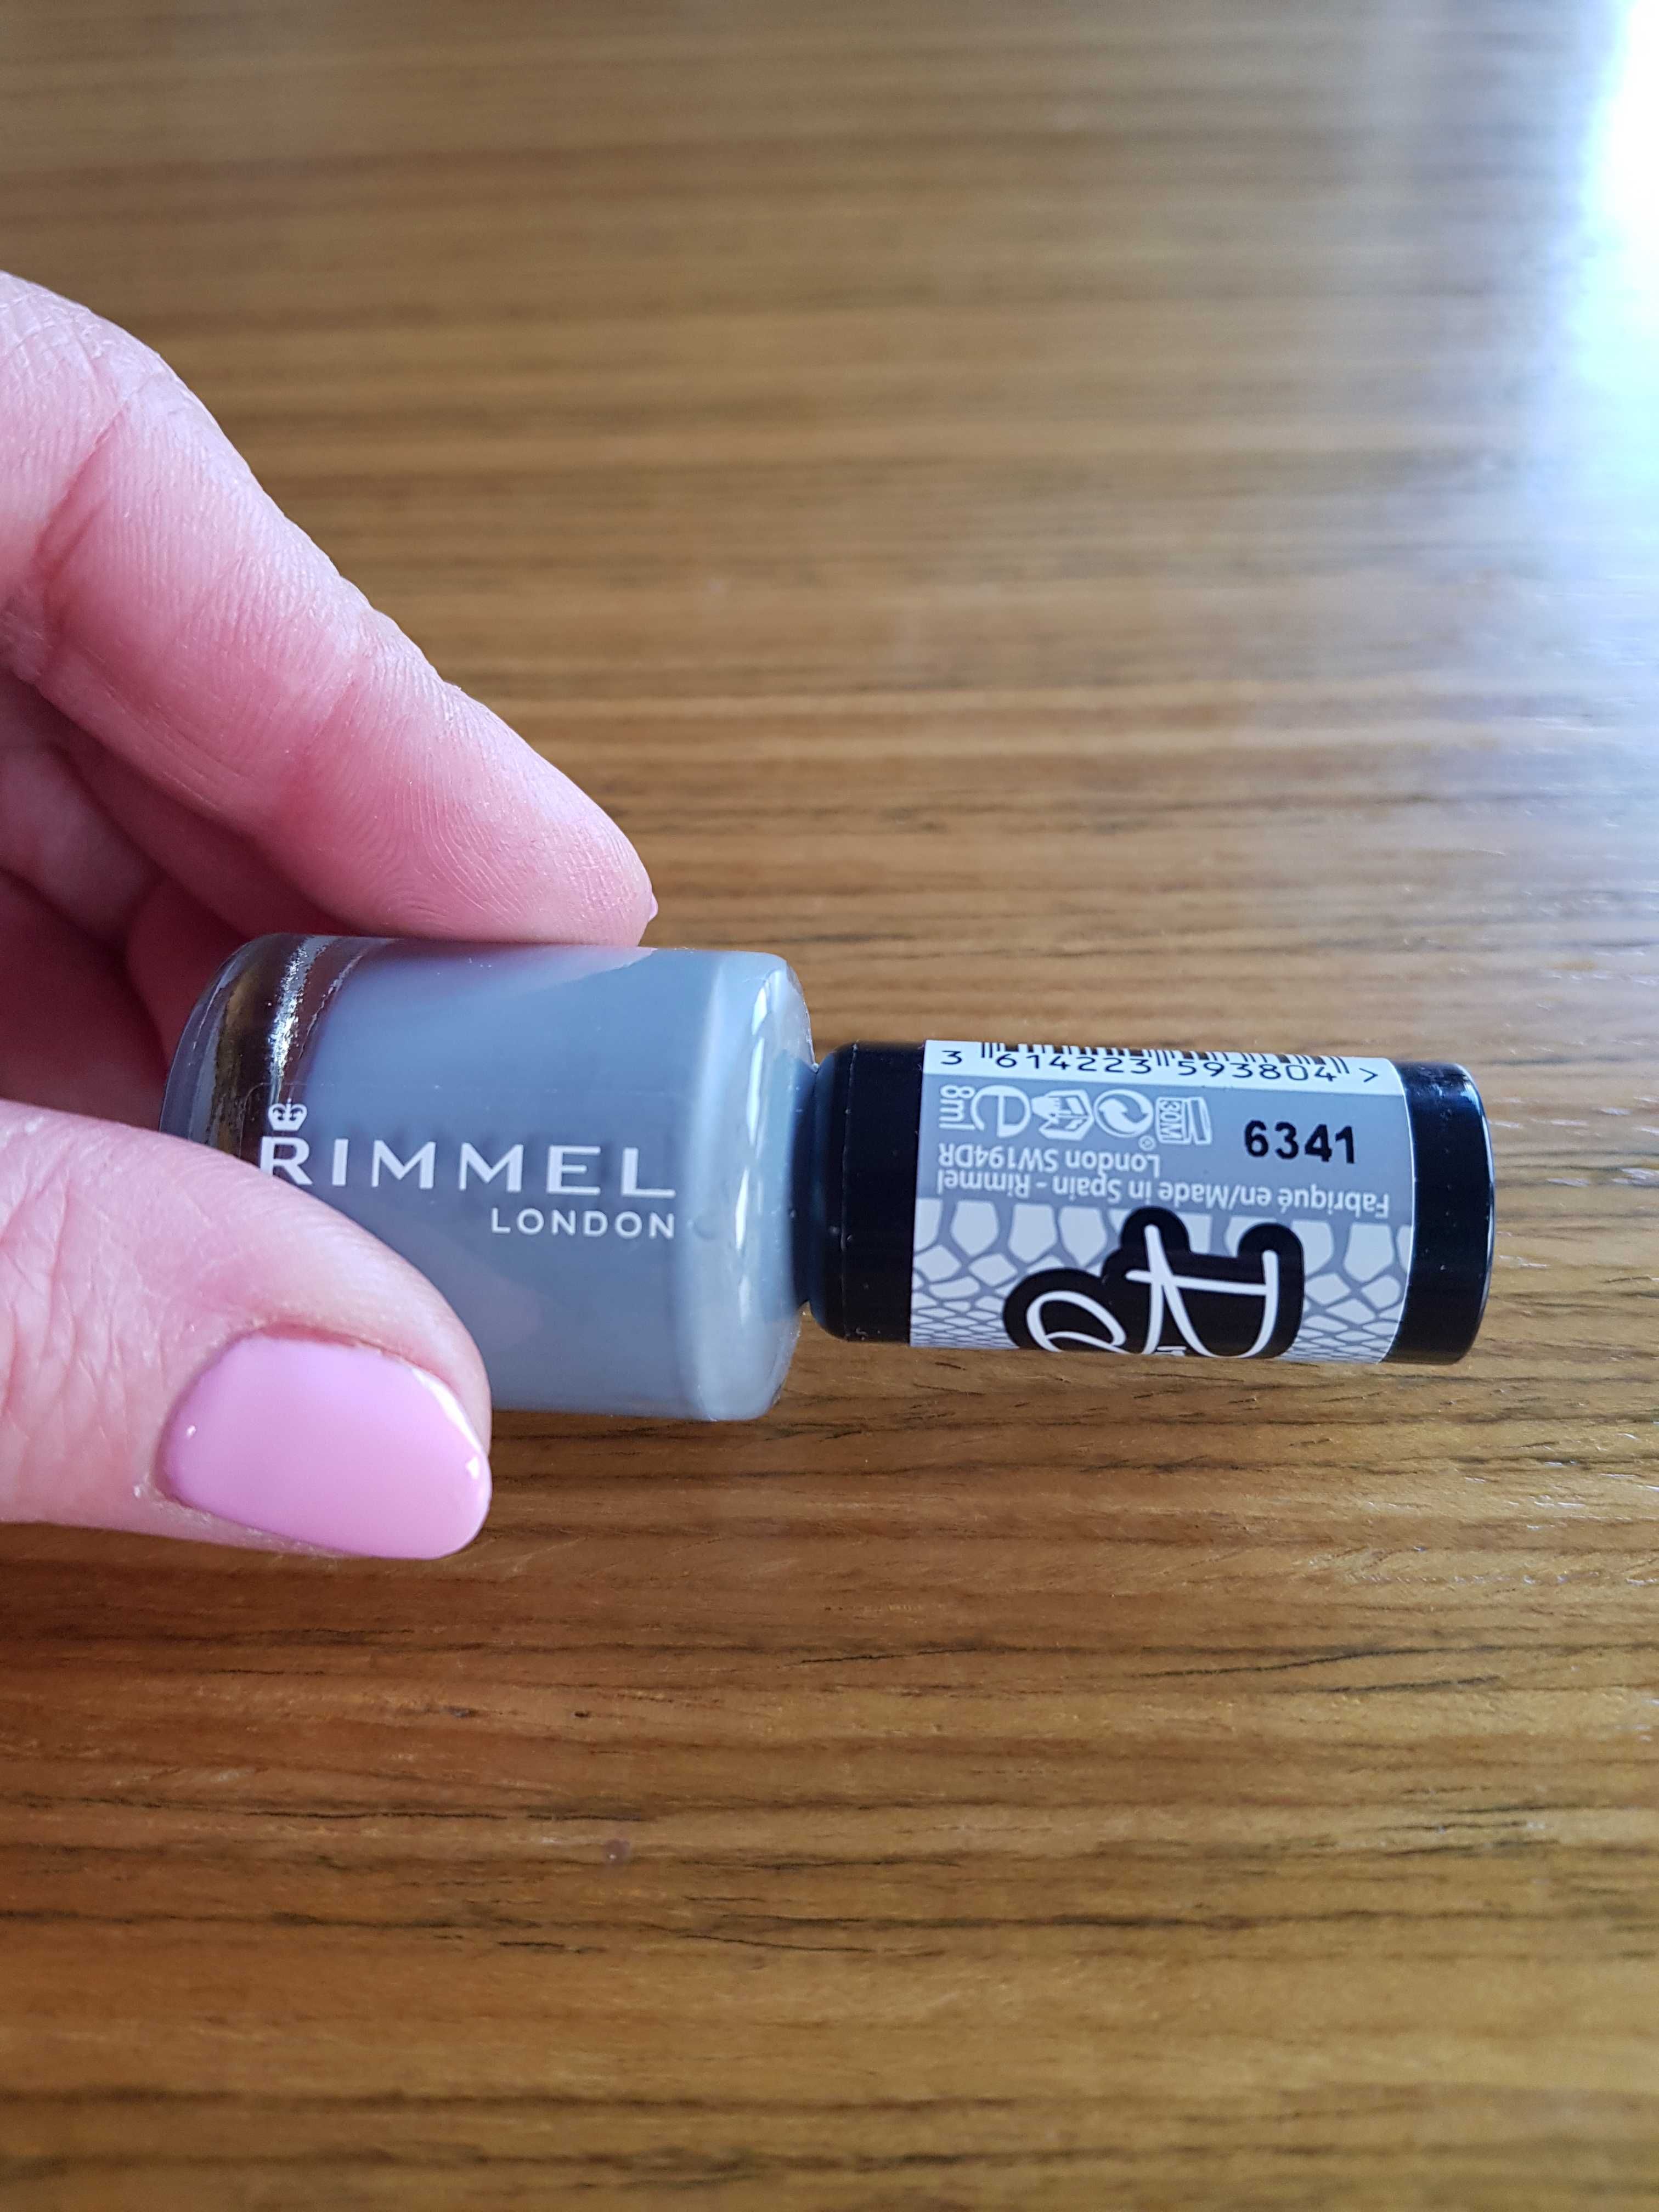 RIMMEL
LONDON
3 614223 593804 >
6341
30M
e
8ml
Fabriqué en/Made in Spain - Rimmel
London SW194DR